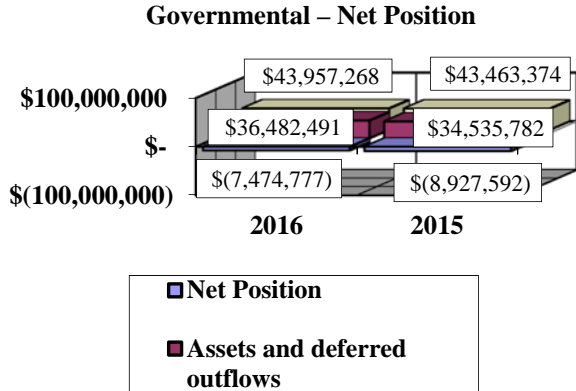 Governmental – Net Position
$43,957,268
$43,463,374
$100,000,000
$36,482,491
$34,535,782
$-
$(7,474,777)
$(8,927,592)
$(100,000,000)
2016
2015
Net Position
Assets and deferred
outflows